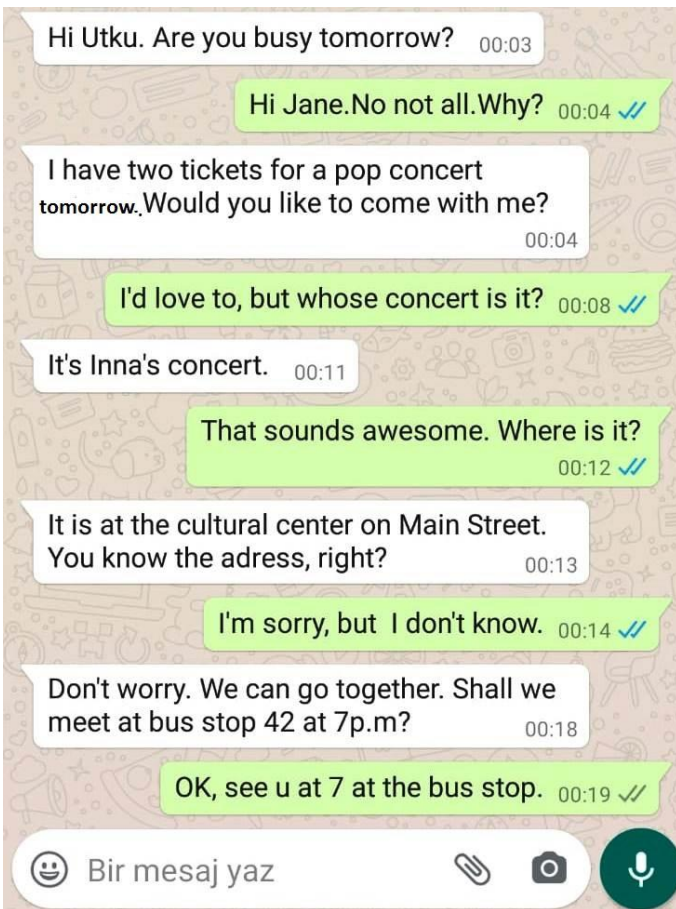 Hi Utku. Are you busy tomorrow? 00:03
Hi Jane.No not all.Why? 00:04
I have two tickets for a pop concert
tomorrow..Would you like to come with me?
00:04
I'd love to, but whose concert is it? 00:08
It's Inna's concert. 00:11
That sounds awesome. Where is it?
00:12
It is at the cultural center on Main Street.
You know the adress, right? 00:13
I'm sorry, but I don't know. 00:14
Don't worry. We can go together. Shall we
meet at bus stop 42 at 7p.m? 00:18
OK, see u at 7 at the bus stop. 00:19
Bir mesaj yaz